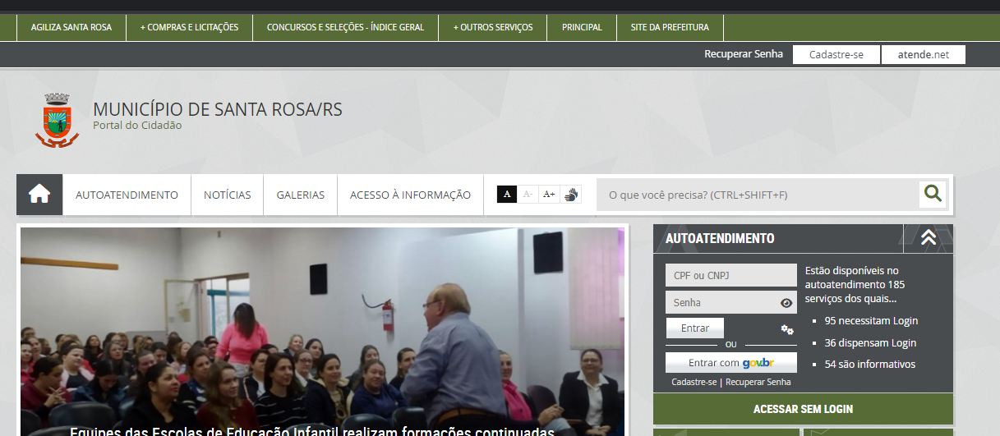 AGILIZA SANTA ROSA
+ COMPRAS E LICITAÇÕES
CONCURSOS E SELEÇÕES - ÍNDICE GERAL
+ OUTROS SERVIÇOS
PRINCIPAL
SITE DA PREFEITURA
Recuperar Senha
Cadastre-se
atende.net
MUNICÍPIO DE SANTA ROSA/RS
Portal do Cidadão
AUTOATENDIMENTO
NOTÍCIAS
GALERIAS
ACESSO À INFORMAÇÃO
A
A-
A+
O que você precisa? (CTRL+SHIFT+F)
Equipes das Escolas de Educação Infantil realizam formações continuadas
AUTOATENDIMENTO
CPF ou CNPJ
Senha
Entrar
OU
Entrar com gov.br
Cadastre-se | Recuperar Senha
Estão disponíveis no
autoatendimento 185
serviços dos quais...
95 necessitam Login
36 dispensam Login
54 são informativos
ACESSAR SEM LOGIN